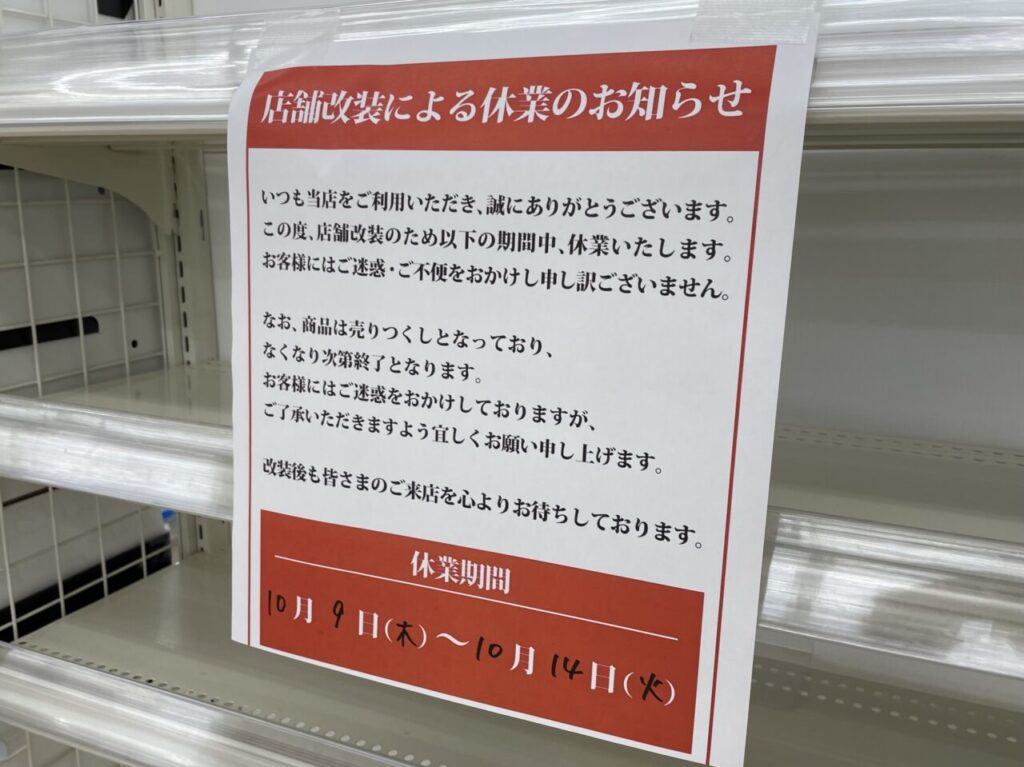 店舗改装による休業のお知らせ
いつも当店をご利用いただき、誠にありがとうございます。
この度、店舗改装のため以下の期間中、休業いたします。
お客様にはご迷惑・ご不便をおかけし申し訳ございません。
なお、商品は売りつくしとなっており、
なくなり次第終了となります。
お客様にはご迷惑をおかけしておりますが、
ご了承いただきますよう宜しくお願い申し上げます。
改装後も皆さまのご来店を心よりお待ちしております。
休業期間
10月9日(木)〜10月14日(火)